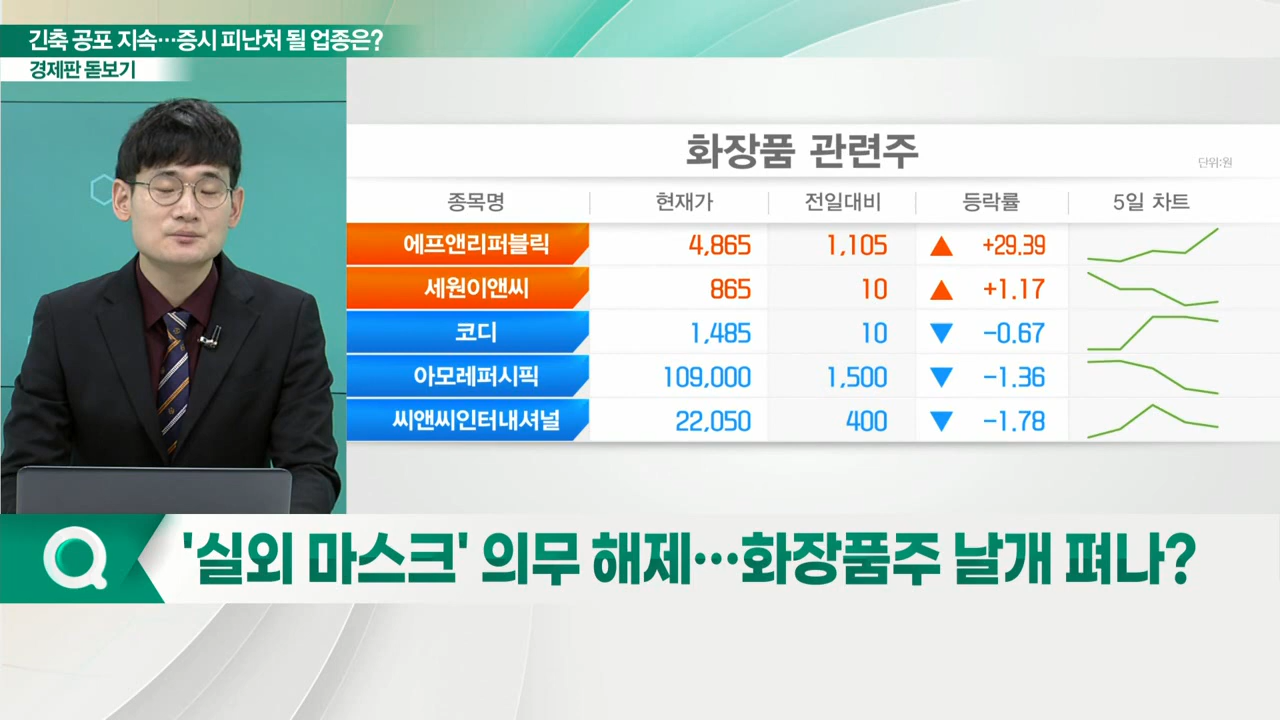 긴축 공포 지속…증시 피난처 될 업종은?
경제판 돋보기
화장품 관련주
단위:원
종목명 현재가 전일대비 등락률 5일 차트
에프앤리퍼블릭 4,865 1,105 ▲ +29.39
세원이앤씨 865 10 ▲ +1.17
코디 1,485 10 ▼ -0.67
아모레퍼시픽 109,000 1,500 ▼ -1.36
씨앤씨인터내셔널 22,050 400 ▼ -1.78
'실외 마스크' 의무 해제…화장품주 날개 펴나?